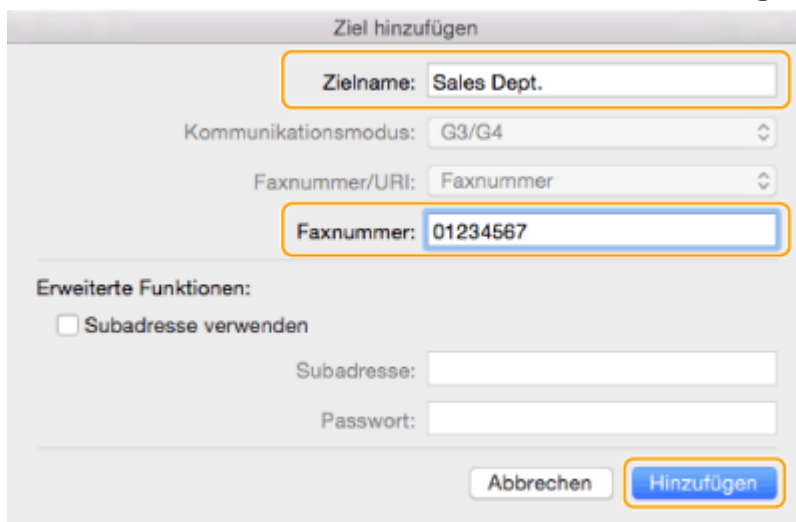 Ziel hinzufügen
Zielname: Sales Dept.
Kommunikationsmodus: G3/G4
Faxnummer/URI: Faxnummer
Faxnummer: 01234567
Erweiterte Funktionen:
Subadresse verwenden
Subadresse:
Passwort:
Abbrechen Hinzufügen